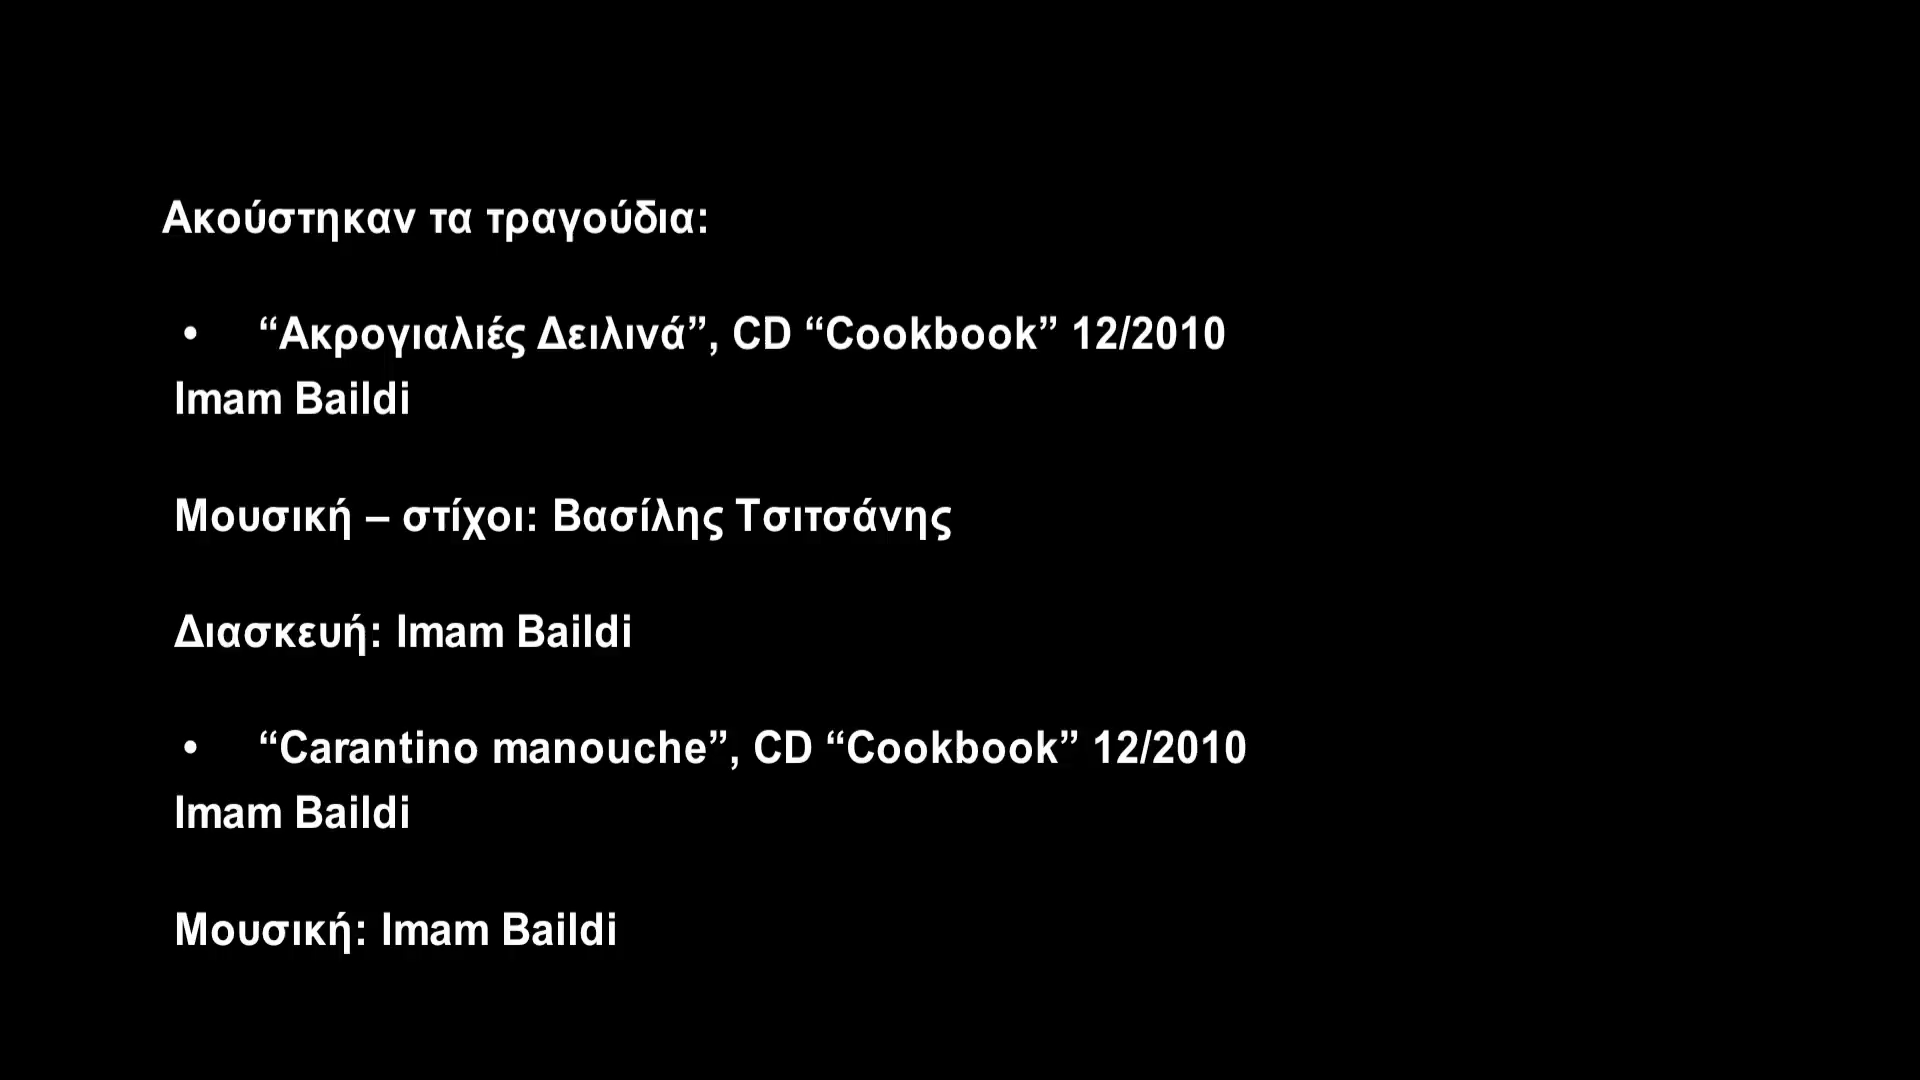 Ακούστηκαν τα τραγούδια:
• “Ακρογιαλιές Δειλινά”, CD “Cookbook” 12/2010
Imam Baildi
Μουσική – στίχοι: Βασίλης Τσιτσάνης
Διασκευή: Imam Baildi
• “Carantino manouche”, CD “Cookbook” 12/2010
Imam Baildi
Μουσική: Imam Baildi